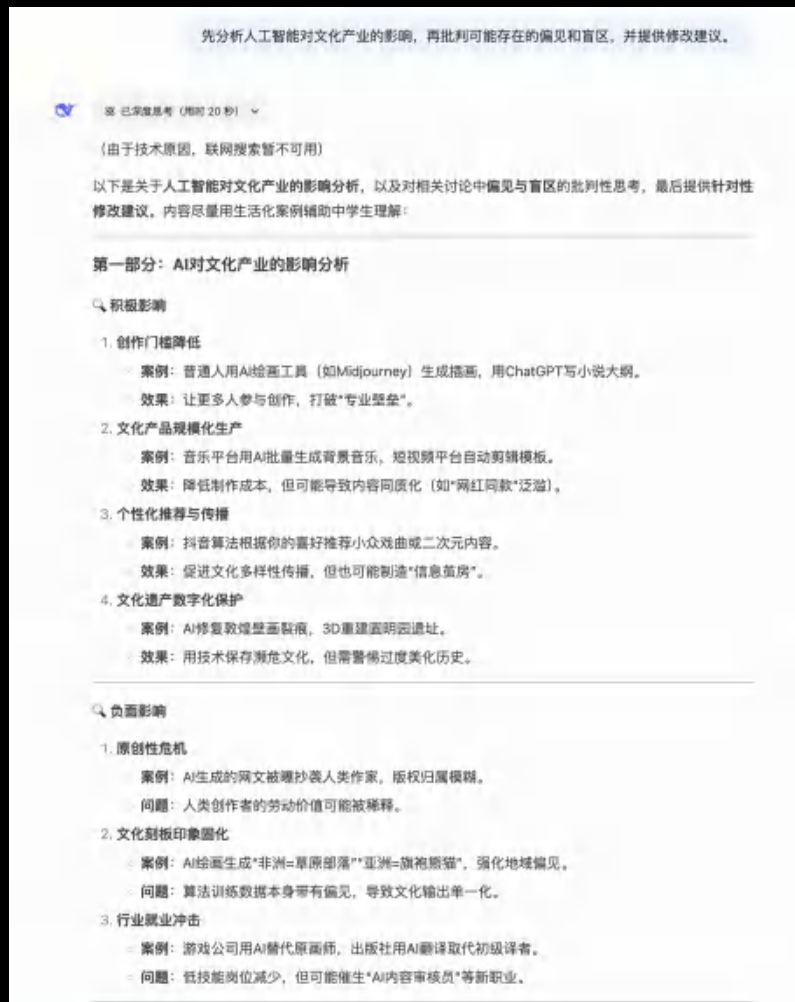 先分析人工智能对文化产业的影响，再批判可能存在的偏见和盲区，并提供修改建议。
已深度思考（用时 20 秒）
（由于技术原因，联网搜索暂不可用）
以下是关于人工智能对文化产业的影响分析，以及对相关讨论中偏见与盲区的批判性思考，最后提供针对性
修改建议。内容尽量用生活化案例辅助中学生理解：
第一部分：AI对文化产业的影响分析
积极影响
1. 创作门槛降低
案例：普通人用AI绘画工具（如Midjourney）生成插画，用ChatGPT写小说大纲。
效果：让更多人参与创作，打破“专业壁垒”。
2. 文化产品规模化生产
案例：音乐平台用AI批量生成背景音乐，短视频平台自动剪辑模板。
效果：降低制作成本，但可能导致内容同质化（如“网红同款”泛滥）。
3. 个性化推荐与传播
案例：抖音算法根据你的喜好推荐小众戏曲或二次元内容。
效果：促进文化多样性传播，但也可能制造“信息茧房”。
4. 文化遗产数字化保护
案例：AI修复敦煌壁画裂痕，3D重建圆明园遗址。
效果：用技术保存濒危文化，但需警惕过度美化历史。
负面影响
1. 原创性危机
案例：AI生成的网文被曝抄袭人类作家，版权归属模糊。
问题：人类创作者的劳动价值可能被稀释。
2. 文化刻板印象固化
案例：AI绘画生成“非洲=草原部落”“亚洲=旗袍熊猫”，强化地域偏见。
问题：算法训练数据本身带有偏见，导致文化输出单一化。
3. 行业就业冲击
案例：游戏公司用AI替代原画师，出版社用AI翻译取代初级译者。
问题：低技能岗位减少，但可能催生“AI内容审核员”等新职业。